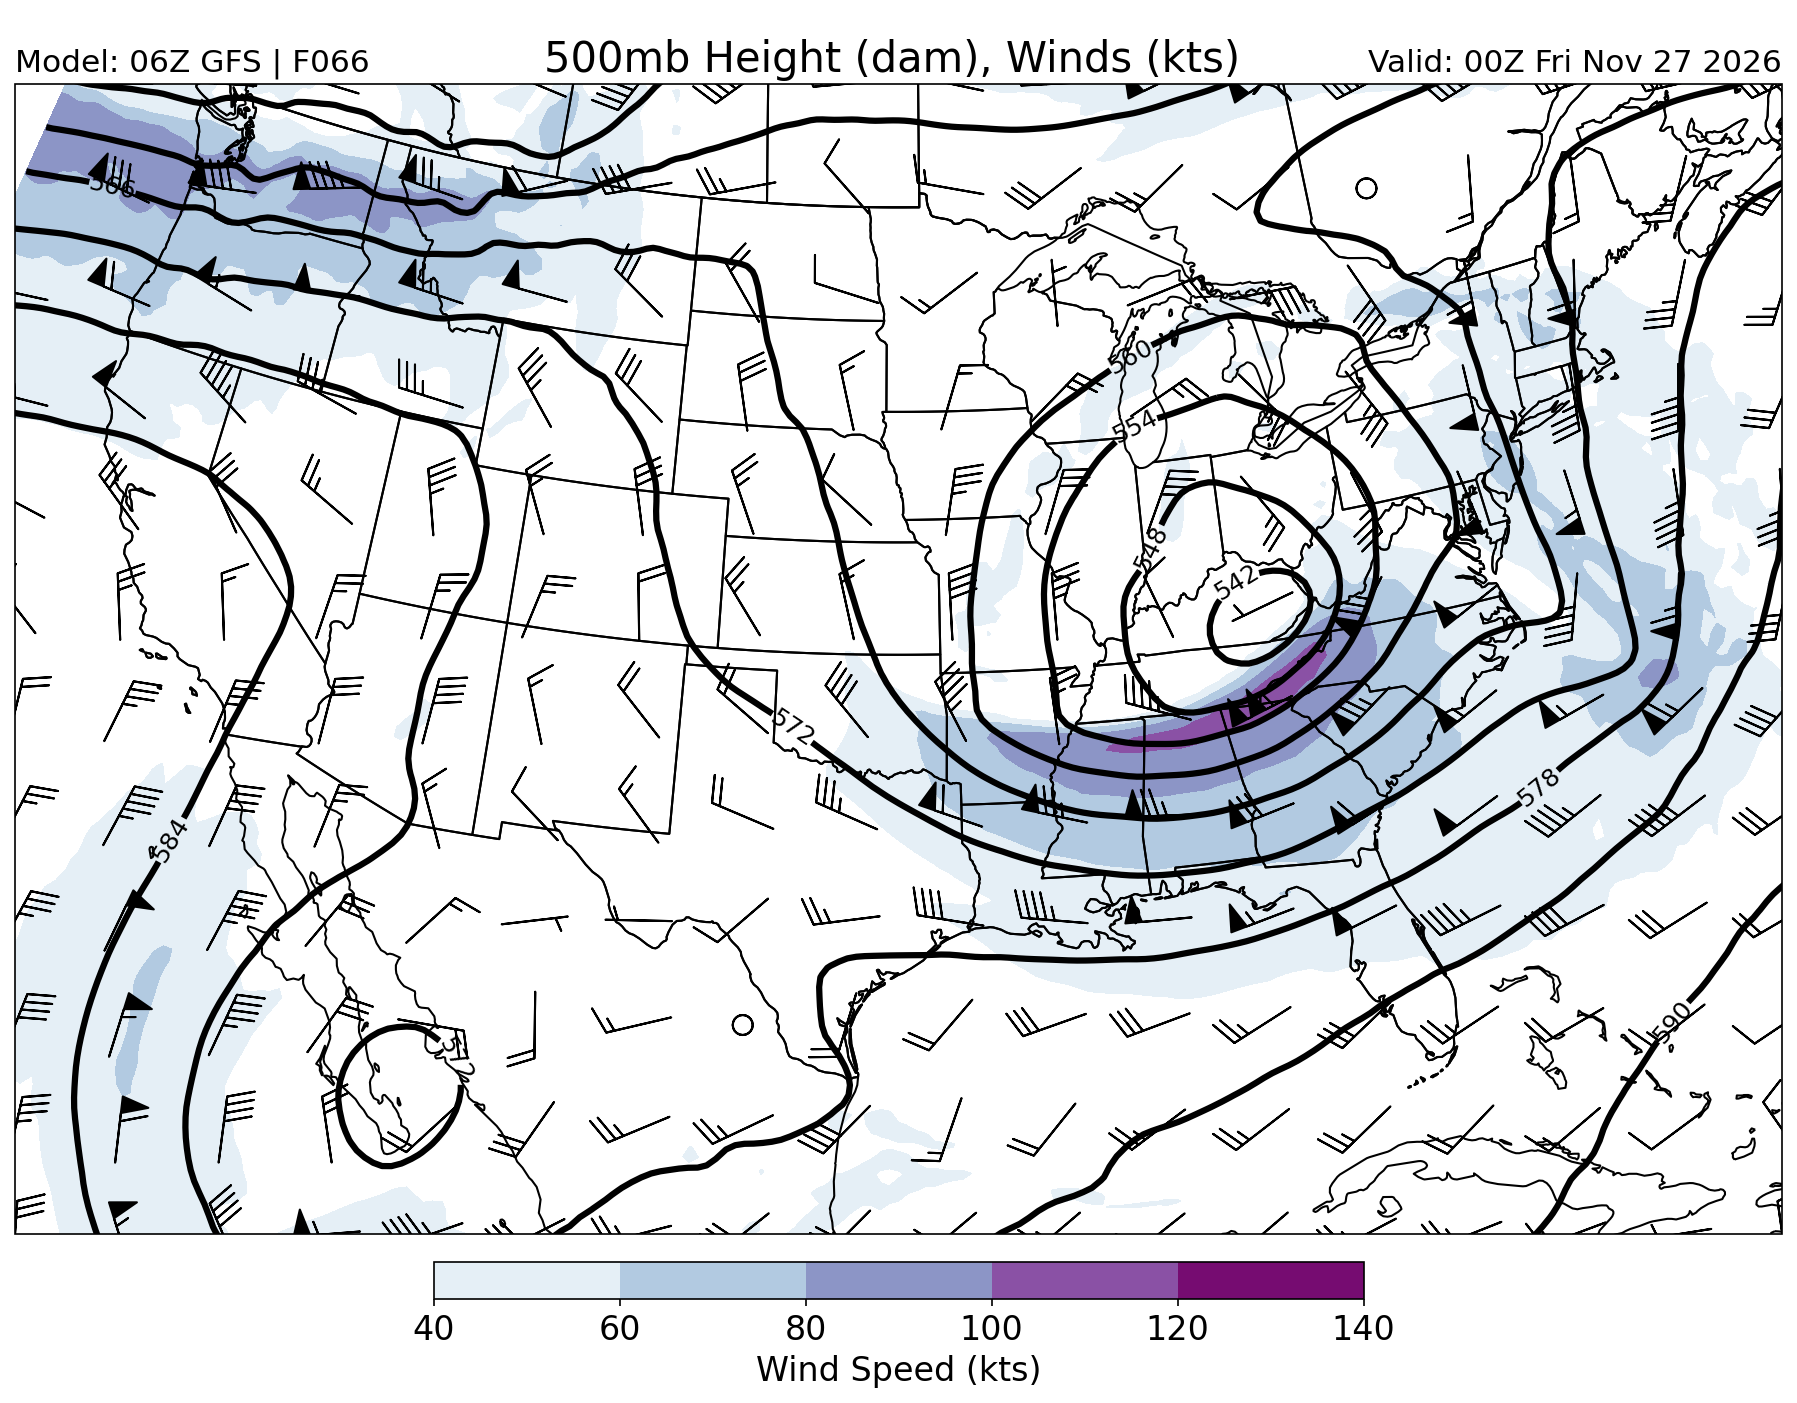 Model: 06Z GFS | F066
500mb Height (dam), Winds (kts)
Valid: 00Z Fri Nov 27 2026
566
560
554
548
542
572
578
584
590
40 60 80 100 120 140
Wind Speed (kts)